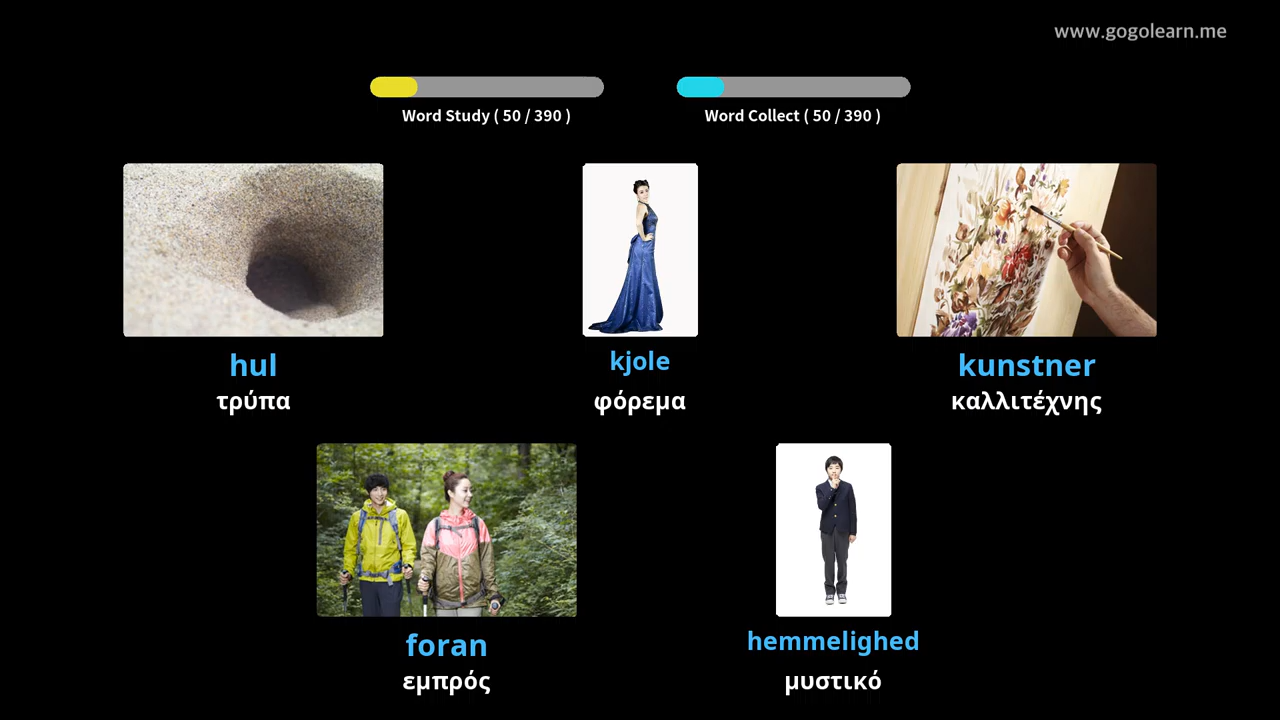 www.gogolearn.me
Word Study ( 50 / 390 )
Word Collect ( 50 / 390 )
hul
τρύπα
kjole
φόρεμα
kunstner
καλλιτέχνης
foran
εμπρός
hemmelighed
μυστικό